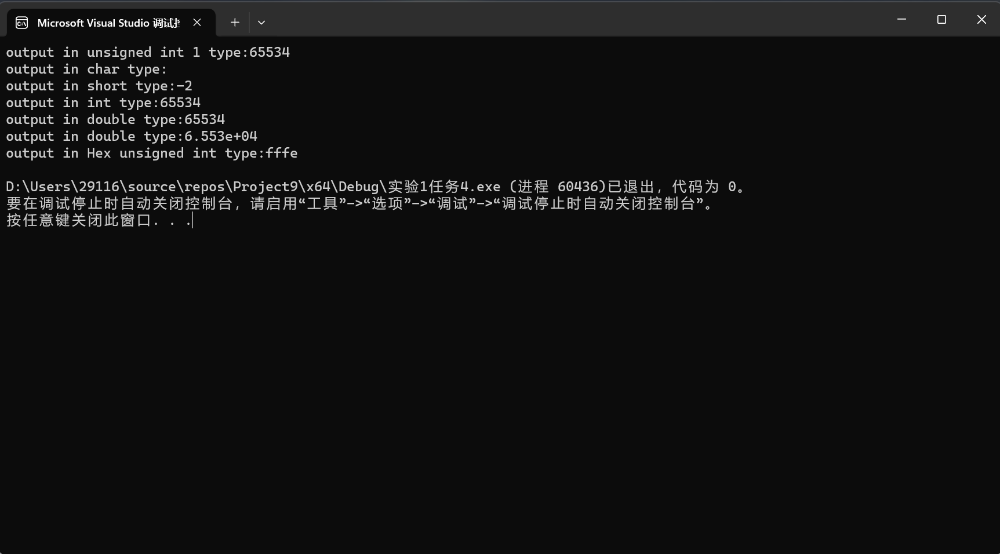 Microsoft Visual Studio 调试
output in unsigned int 1 type:65534
output in char type:
output in short type:-2
output in int type:65534
output in double type:65534
output in double type:6.553e+04
output in Hex unsigned int type:fffe
D:\Users\29116\source\repos\Project9\x64\Debug\实验1任务4.exe (进程 60436)已退出，代码为 0。
要在调试停止时自动关闭控制台，请启用“工具”->“选项”->“调试”->“调试停止时自动关闭控制台”。
按任意键关闭此窗口. . .